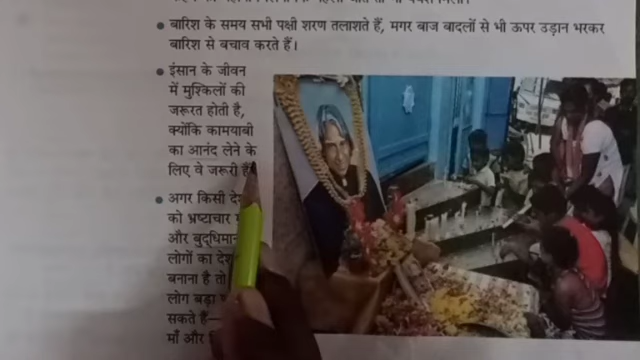 बारिश के समय सभी पक्षी शरण तलाशते हैं, मगर बाज बादलों से भी ऊपर उड़ान भरकर
बारिश से बचाव करते हैं।
इंसान के जीवन
में मुश्किलों की
जरूरत होती है,
क्योंकि कामयाबी
का आनंद लेने के
लिए वे जरूरी हैं
अगर किसी
को भ्रष्टाचार
और
लोगों का
बनाना है तो
लोग बड़ा
सकते हैं—
माँ और